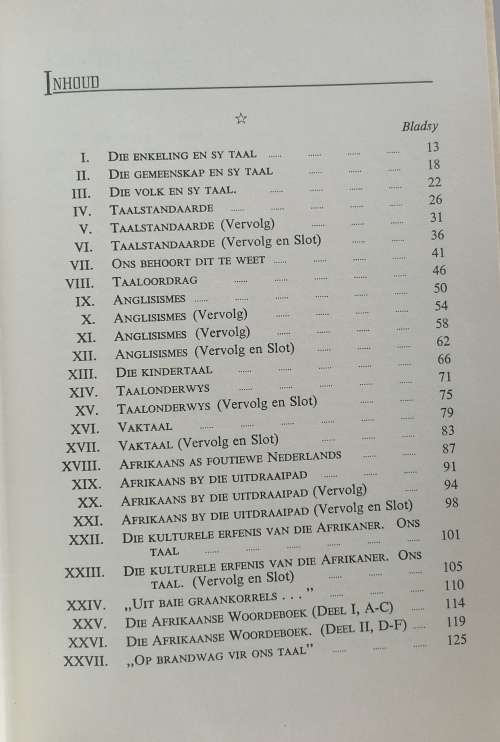 INHOUD
☆
Bladsy
I. DIE ENKELING EN SY TAAL ...... ...... ...... ...... 13
II. DIE GEMEENSKAP EN SY TAAL ...... ...... ...... 18
III. DIE VOLK EN SY TAAL. ...... ...... ...... ...... 22
IV. TAALSTANDAARDE ...... ...... ...... ...... ...... 26
V. TAALSTANDAARDE (Vervolg) ...... ...... ...... 31
VI. TAALSTANDAARDE (Vervolg en Slot) ...... ...... 36
VII. ONS BEHOORT DIT TE WEET ...... ...... ...... ...... 41
VIII. TAALOORDRAG ...... ...... ...... ...... ...... 46
IX. ANGLISISMES ...... ...... ...... ...... ...... ...... 50
X. ANGLISISMES (Vervolg) ...... ...... ...... ...... 54
XI. ANGLISISMES (Vervolg) ...... ...... ...... ...... 58
XII. ANGLISISMES (Vervolg en Slot) ...... ...... ...... 62
XIII. DIE KINDERTAAL ...... ...... ...... ...... ...... 66
XIV. TAALONDERWYS ...... ...... ...... ...... ...... 71
XV. TAALONDERWYS (Vervolg en Slot) ...... ...... 75
XVI. VAKTAAL ...... ...... ...... ...... ...... ...... 79
XVII. VAKTAAL (Vervolg en Slot) ...... ...... ...... 83
XVIII. AFRIKAANS AS FOUTIEWE NEDERLANDS ...... ...... 87
XIX. AFRIKAANS BY DIE UITDRAAIPAD ...... ...... ...... 91
XX. AFRIKAANS BY DIE UITDRAAIPAD (Vervolg) ...... ...... 94
XXI. AFRIKAANS BY DIE UITDRAAIPAD (Vervolg en Slot) ...... 98
XXII. DIE KULTURELE ERFENIS VAN DIE AFRIKANER. ONS
TAAL ...... ...... ...... ...... ...... ...... 101
XXIII. DIE KULTURELE ERFENIS VAN DIE AFRIKANER. ONS
TAAL. (Vervolg en Slot) ...... ...... ...... 105
XXIV. „UIT BAIE GRAANKORRELS . . . ” ...... ...... ...... 110
XXV. DIE AFRIKAANSE WOORDEBOEK (DEEL I, A-C) ...... 114
XXVI. DIE AFRIKAANSE WOORDEBOEK. (DEEL II, D-F) ..... 119
XXVII. „OP BRANDWAG VIR ONS TAAL” ...... ...... ...... 125